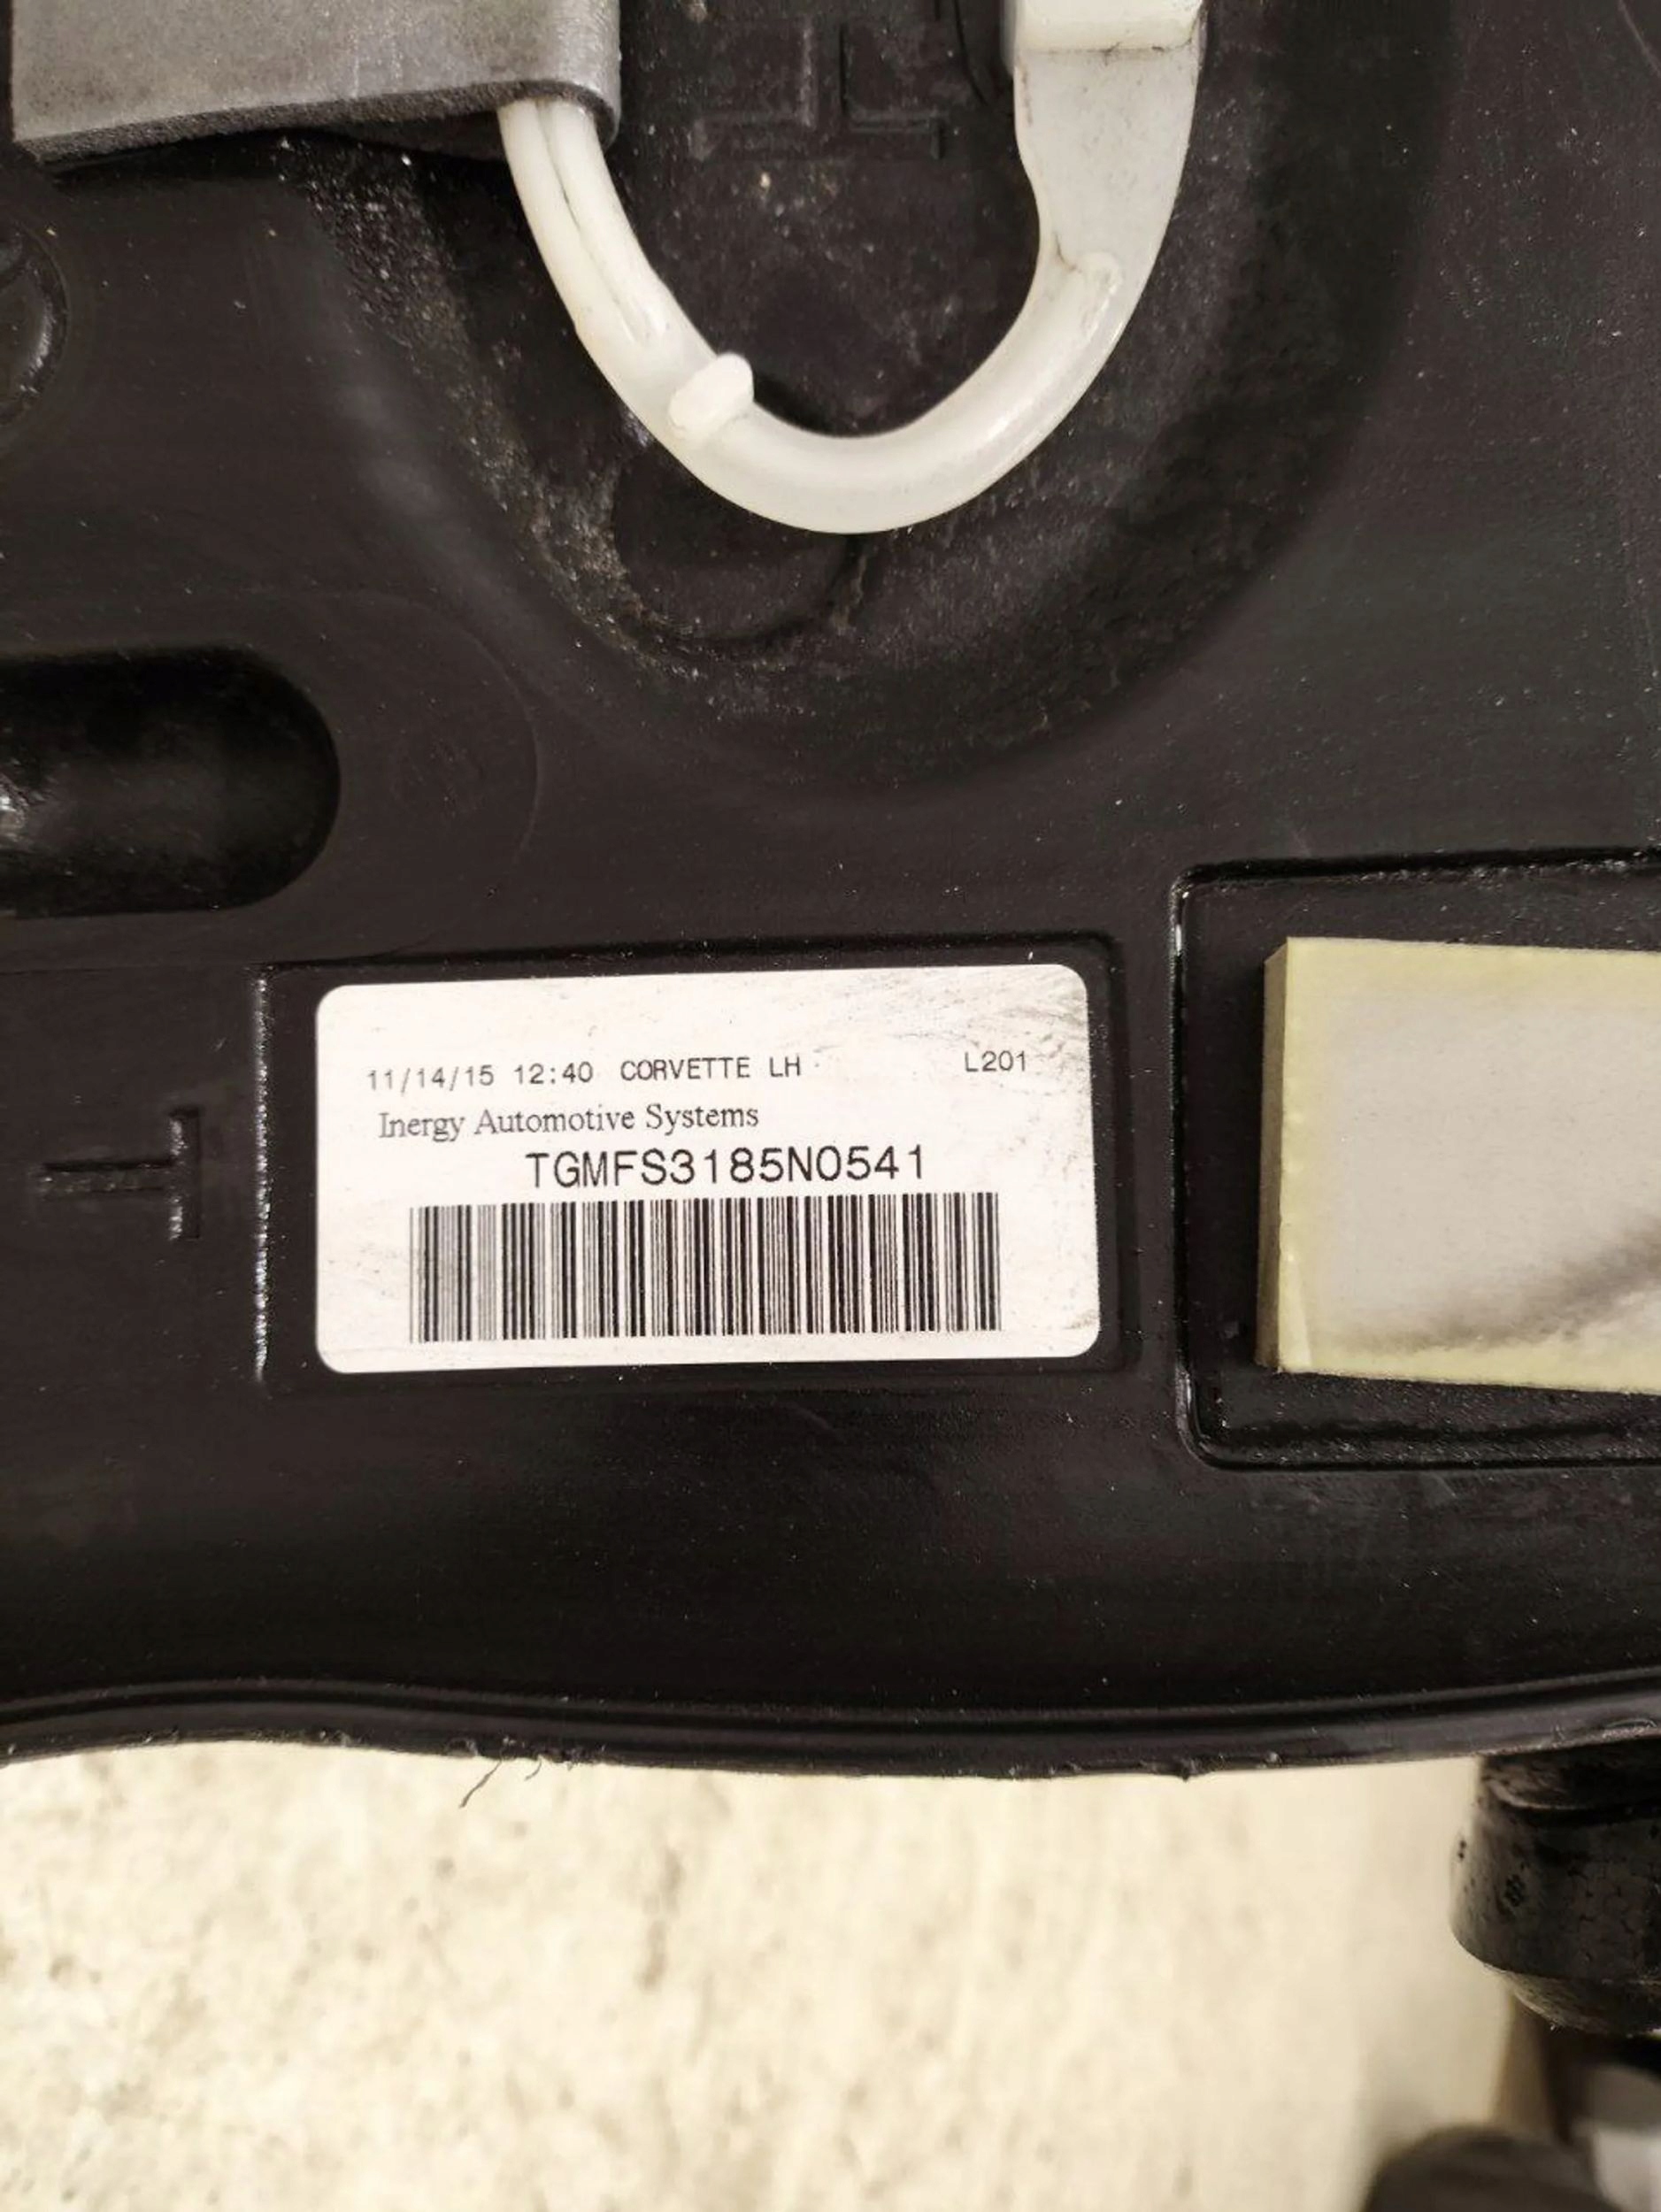 11/14/15 12:40 CORVETTE LH L201
Inergy Automotive Systems
TGMFS3185N0541